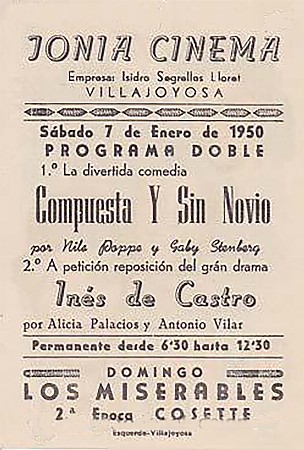 JONIA CINEMA
Empresa: Isidro Segrelles Lloret
VILLAJOYOSA
Sábado 7 de Enero de 1950
PROGRAMA DOBLE
1.º La divertida comedia
Compuesta Y Sin Novio
por Nils Poppe y Gaby Stenberg
2.º A petición reposición del grán drama
Inés de Castro
por Alicia Palacios y Antonio Vilar
Permanente desde 6'30 hasta 12'30
DOMINGO
LOS MISERABLES
2ª Epoca COSETTE
Esquerdo-Villajoyosa